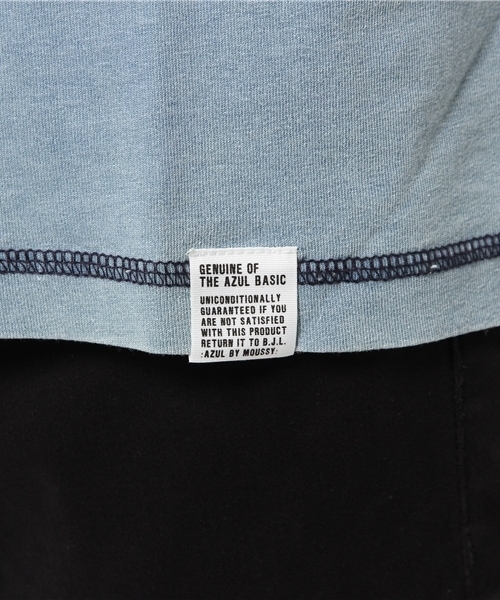 GENUINE OF
THE AZUL BASIC
UNICONDITIONALLY
GUARANTEED IF YOU
ARE NOT SATISFIED
WITH THIS PRODUCT
RETURN IT TO B.J.L.
:AZUL BY MOUSSY: